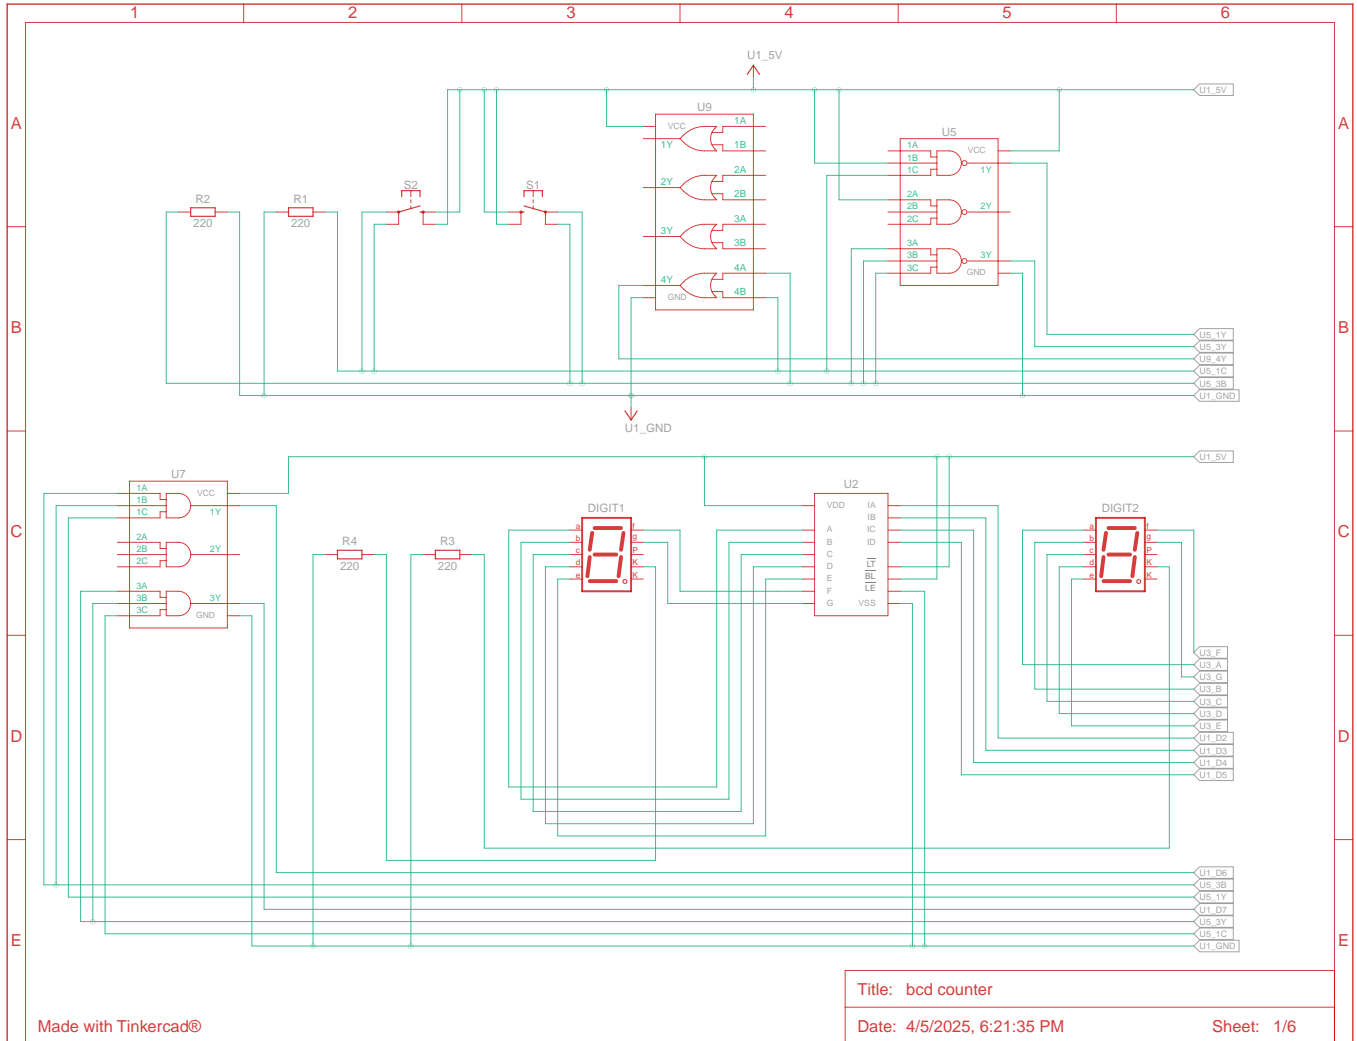 1 2 3 4 5 6
A A
B B
C C
D D
E E
U1_5V
U1_5V
U9
VCC 1A
1Y 1B
2A
2Y 2B
3A
3Y 3B
4A
4Y
GND 4B
U5
1A VCC
1B
1C 1Y
2A
2B 2Y
2C
3A
3B 3Y
3C GND
R2
220
R1
220
S2
S1
U5_1Y
U5_3Y
U9_4Y
U5_1C
U5_3B
U1_GND
U1_GND
U1_5V
U7
1A VCC
1B
1C 1Y
2A
2B 2Y
2C
3A
3B 3Y
3C GND
R4
220
R3
220
DIGIT1
a f
b g
c P
d K
e K
U2
VDD IA
IB
A IC
B ID
C
D LT
E BL
F LE
G VSS
DIGIT2
a f
b g
c P
d K
e K
U3_F
U3_A
U3_G
U3_B
U3_C
U3_D
U3_E
U1_D2
U1_D3
U1_D4
U1_D5
U1_D6
U5_3B
U5_1Y
U1_D7
U5_3Y
U5_1C
U1_GND
Title: bcd counter
Made with Tinkercad®
Date: 4/5/2025, 6:21:35 PM Sheet: 1/6